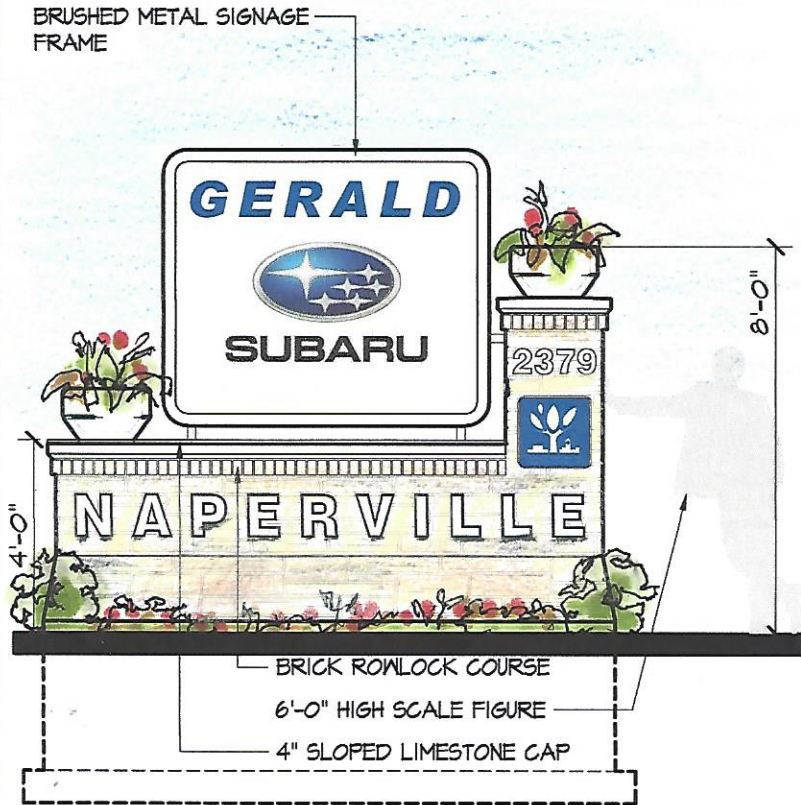 BRUSHED METAL SIGNAGE
FRAME
GERALD
SUBARU
2379
8'-0"
4'-0"
NAPERVILLE
BRICK ROWLOCK COURSE
6'-0" HIGH SCALE FIGURE
4" SLOPED LIMESTONE CAP